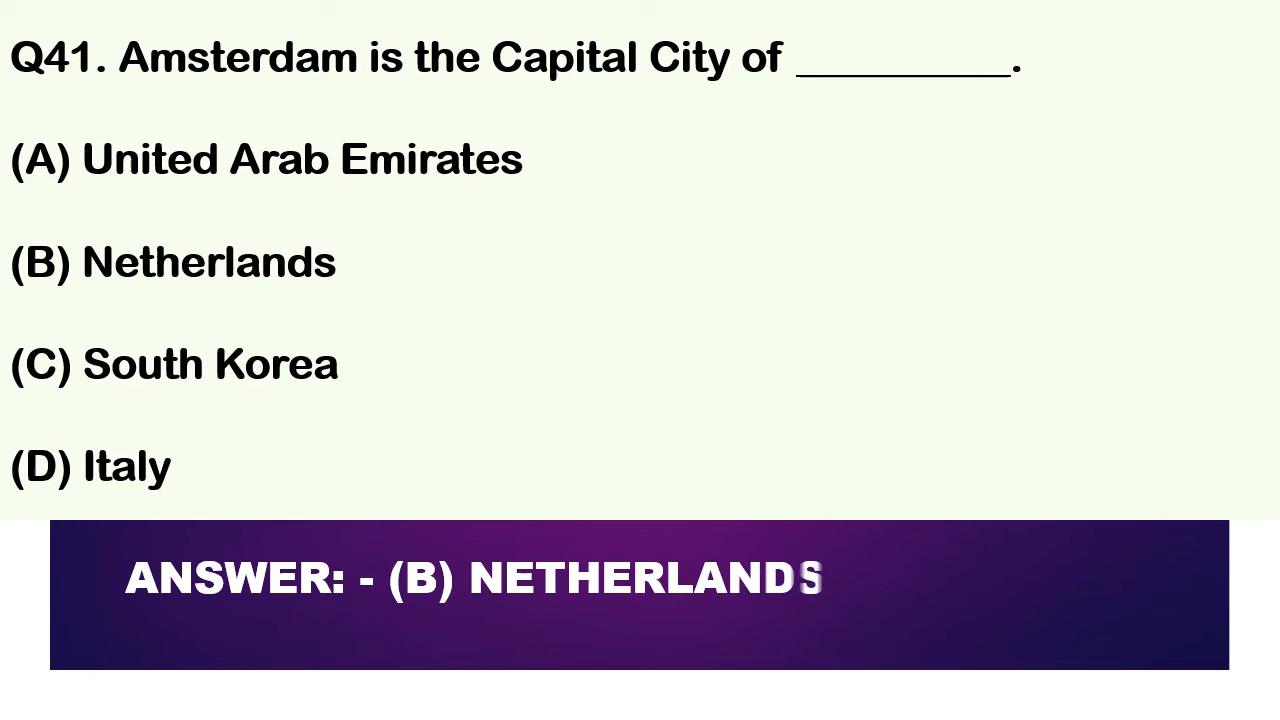 Q41. Amsterdam is the Capital City of __________.
(A) United Arab Emirates
(B) Netherlands
(C) South Korea
(D) Italy
ANSWER: - (B) NETHERLANDS